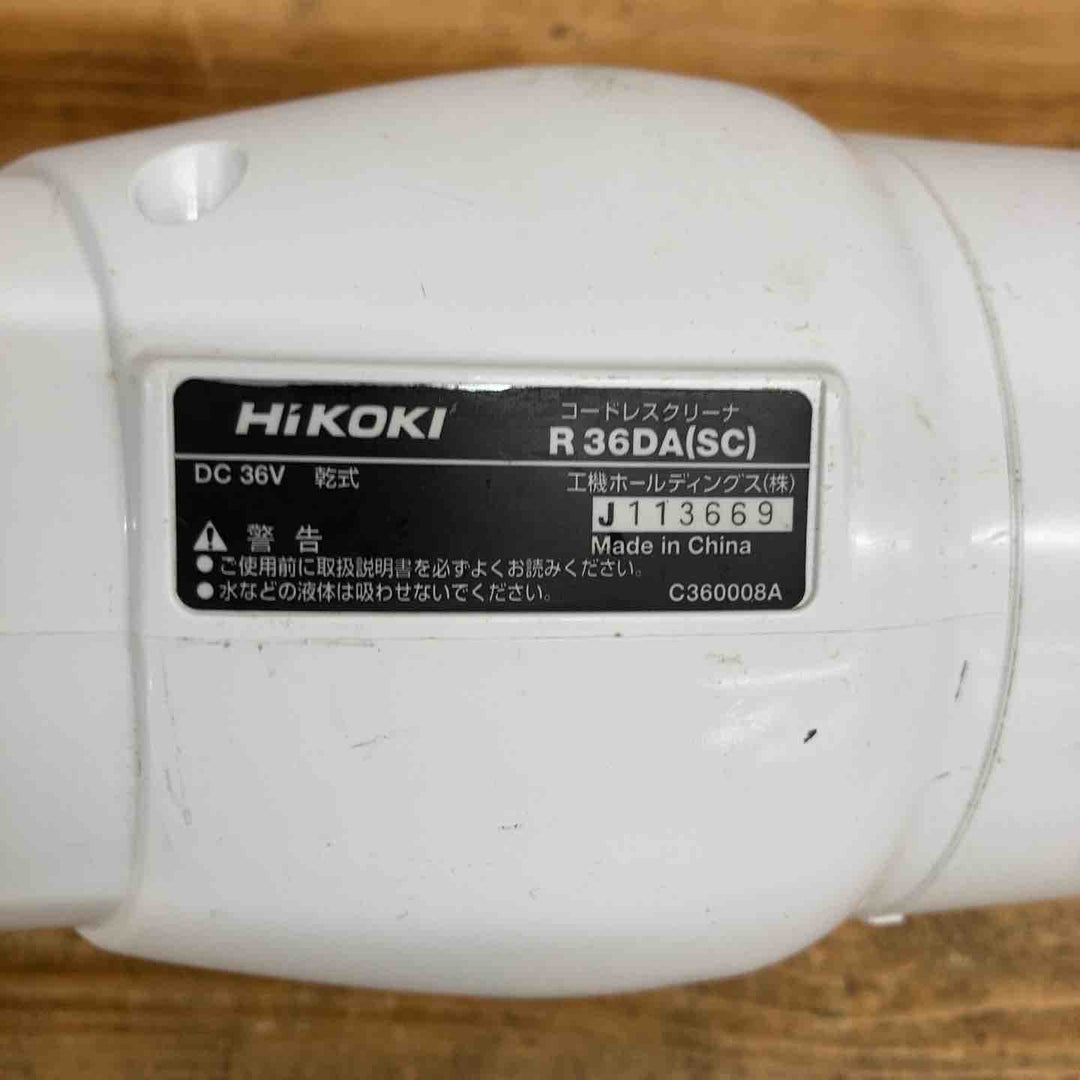 HiKOKI
コードレスクリーナ
R 36DA(SC)
DC 36V 乾式
工機ホールディングス(株)
J113669
Made in China
⚠ 警告
● ご使用前に取扱説明書を必ずよくお読みください。
● 水などの液体は吸わせないでください。
C360008A